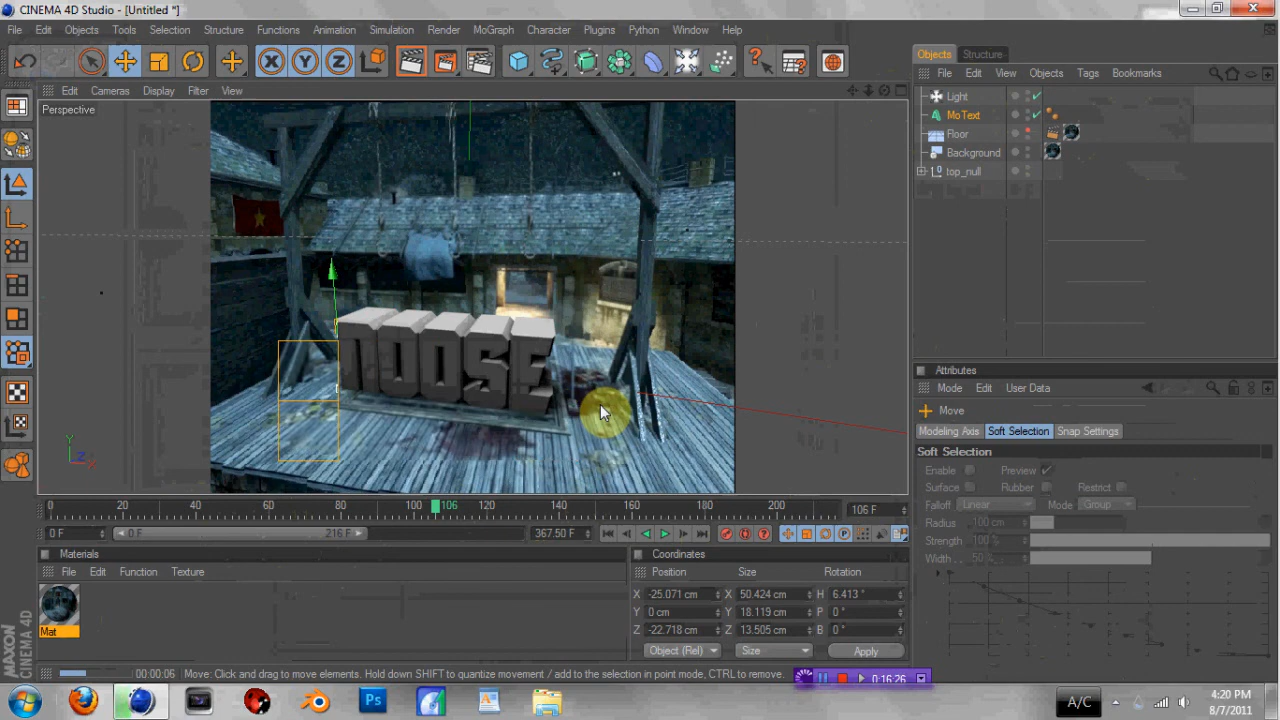 CINEMA 4D Studio - [Untitled *]
File Edit Objects Tools Selection Structure Functions Animation Simulation Render MoGraph Character Plugins Python Window Help
Objects Structure
File Edit View Objects Tags Bookmarks
Edit Cameras Display Filter View
Perspective
Light
MoText
Floor
Background
top_null
NOOSE
Y
Z
X
Attributes
Mode Edit User Data
Move
Modeling Axis Soft Selection Snap Settings
Soft Selection
Enable Preview
Surface Rubber Restrict
Falloff Linear Mode Group
Radius 100 cm
Strength 100 %
Width 50 %
0 20 40 60 80 100 106 120 140 160 180 200 106 F
0 F 0 F 216 F 367.50 F
Materials
File Edit Function Texture
Mat
Coordinates
Position Size Rotation
X -25.071 cm X 50.424 cm H 6.413 °
Y 0 cm Y 18.119 cm P 0 °
Z -22.718 cm Z 13.505 cm B 0 °
Object (Rel) Size Apply
MAXON CINEMA 4D
00:00:06 Move: Click and drag to move elements. Hold down SHIFT to quantize movement / add to the selection in point mode, CTRL to remove.
0:16:26
Ps
A/C
4:20 PM
8/7/2011